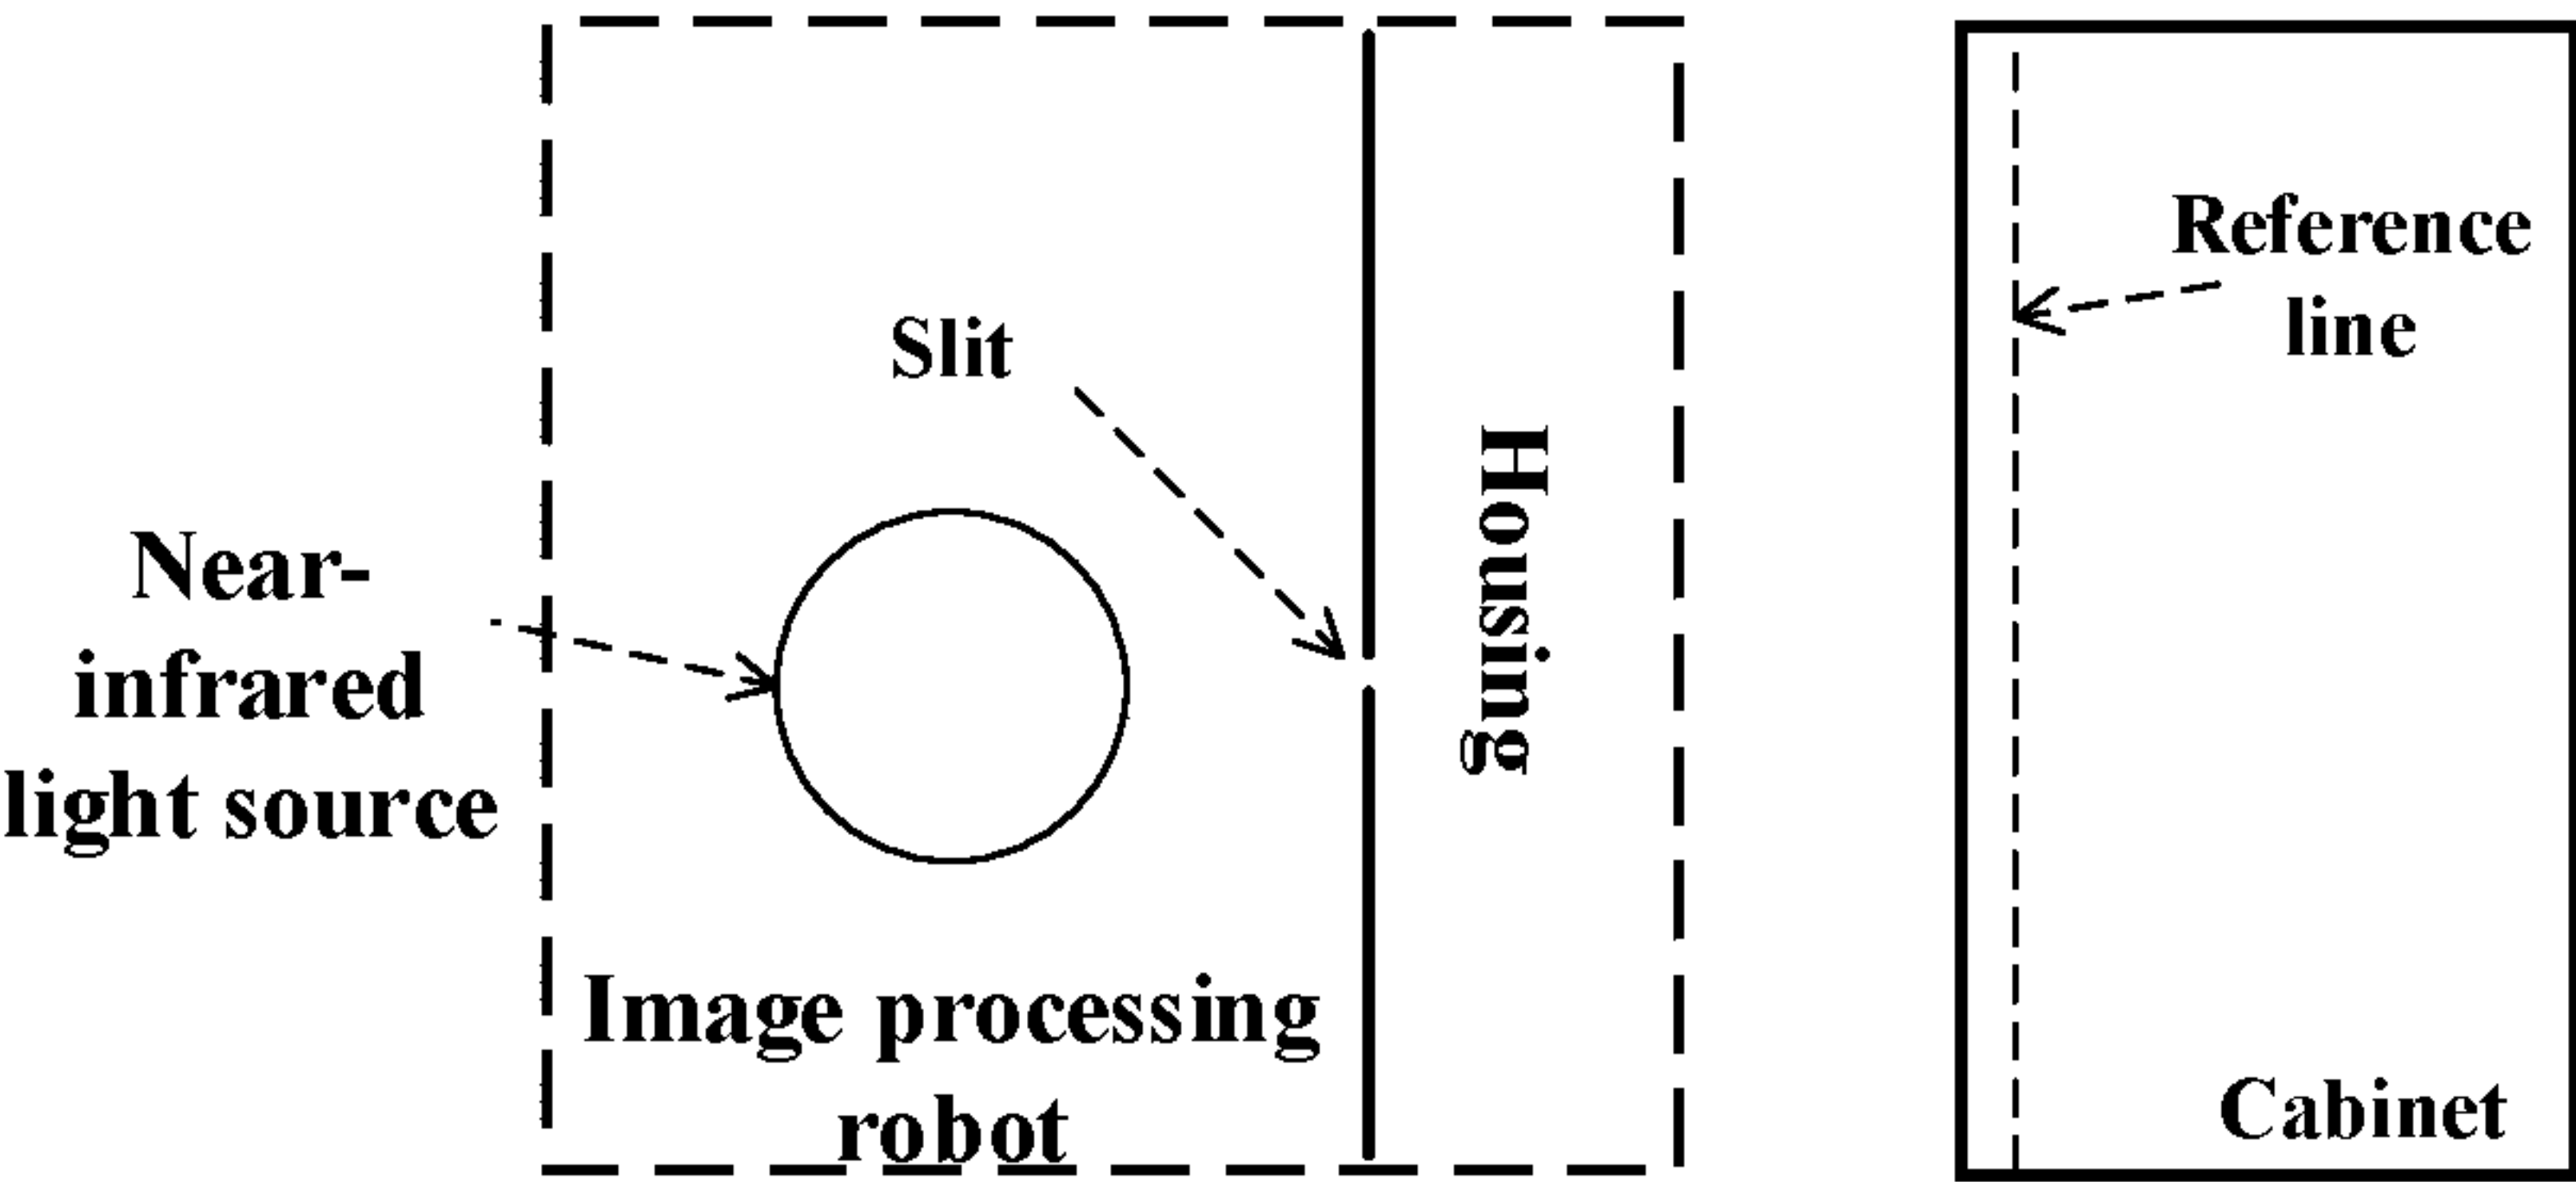 Near-
infrared
light source
Slit
Image processing
robot
Housing
Reference
line
Cabinet